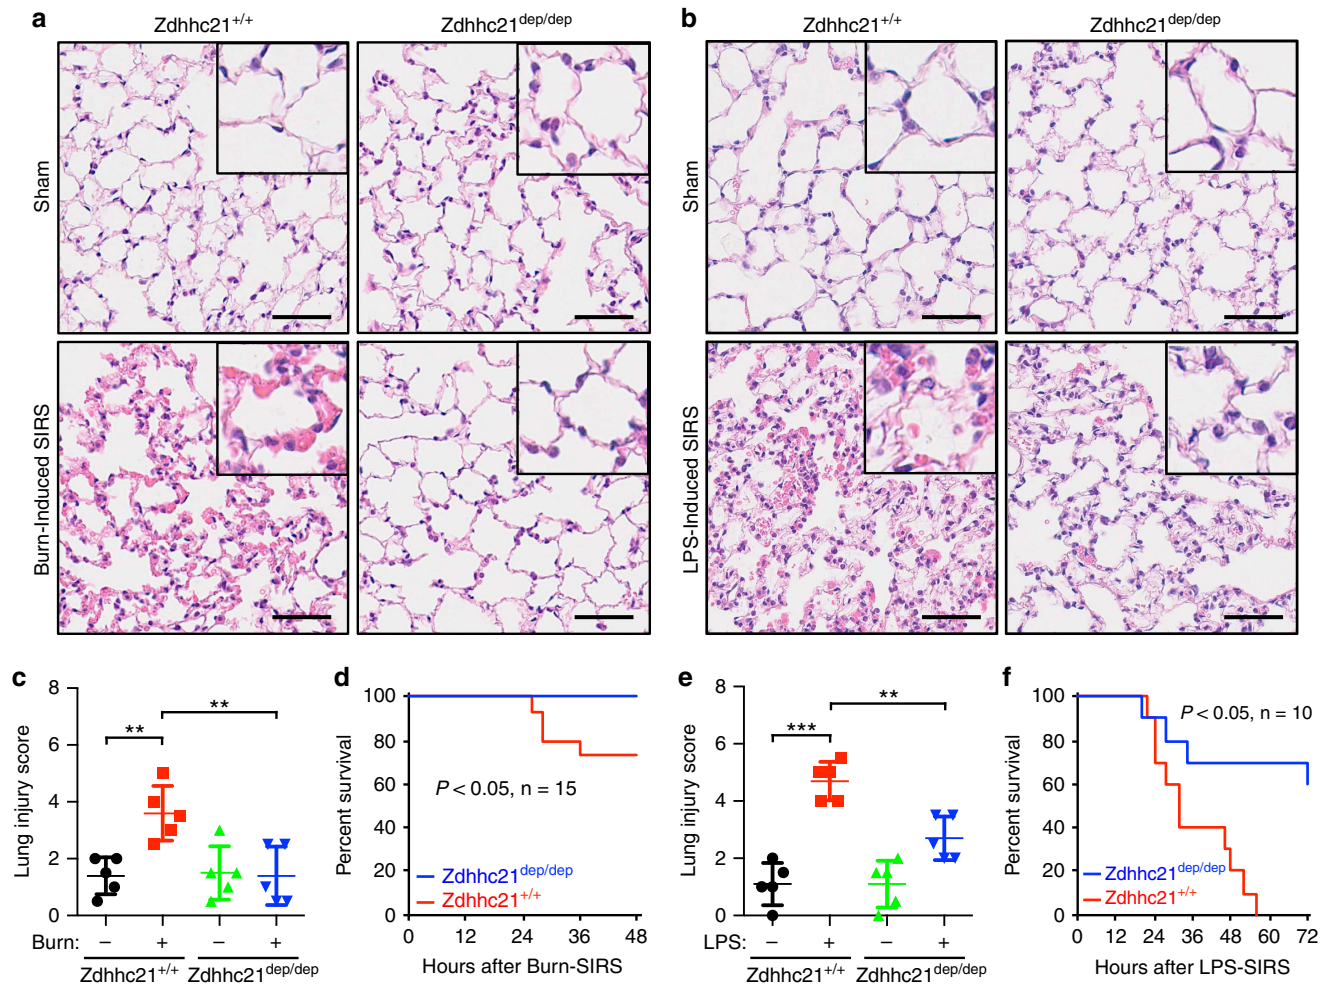 a
Zdhhc21+/+
Zdhhc21dep/dep
b
Zdhhc21+/+
Zdhhc21dep/dep
Sham
Sham
Burn-Induced SIRS
LPS-Induced SIRS
c
Lung injury score
8
6
4
2
0
**
**
Burn: − + − +
Zdhhc21+/+ Zdhhc21dep/dep
d
Percent survival
100
80
60
40
20
0
P < 0.05, n = 15
Zdhhc21dep/dep
Zdhhc21+/+
0 12 24 36 48
Hours after Burn-SIRS
e
Lung injury score
8
6
4
2
0
***
**
LPS: − + − +
Zdhhc21+/+ Zdhhc21dep/dep
f
Percent survival
100
80
60
40
20
0
P < 0.05, n = 10
Zdhhc21dep/dep
Zdhhc21+/+
0 12 24 36 48 60 72
Hours after LPS-SIRS